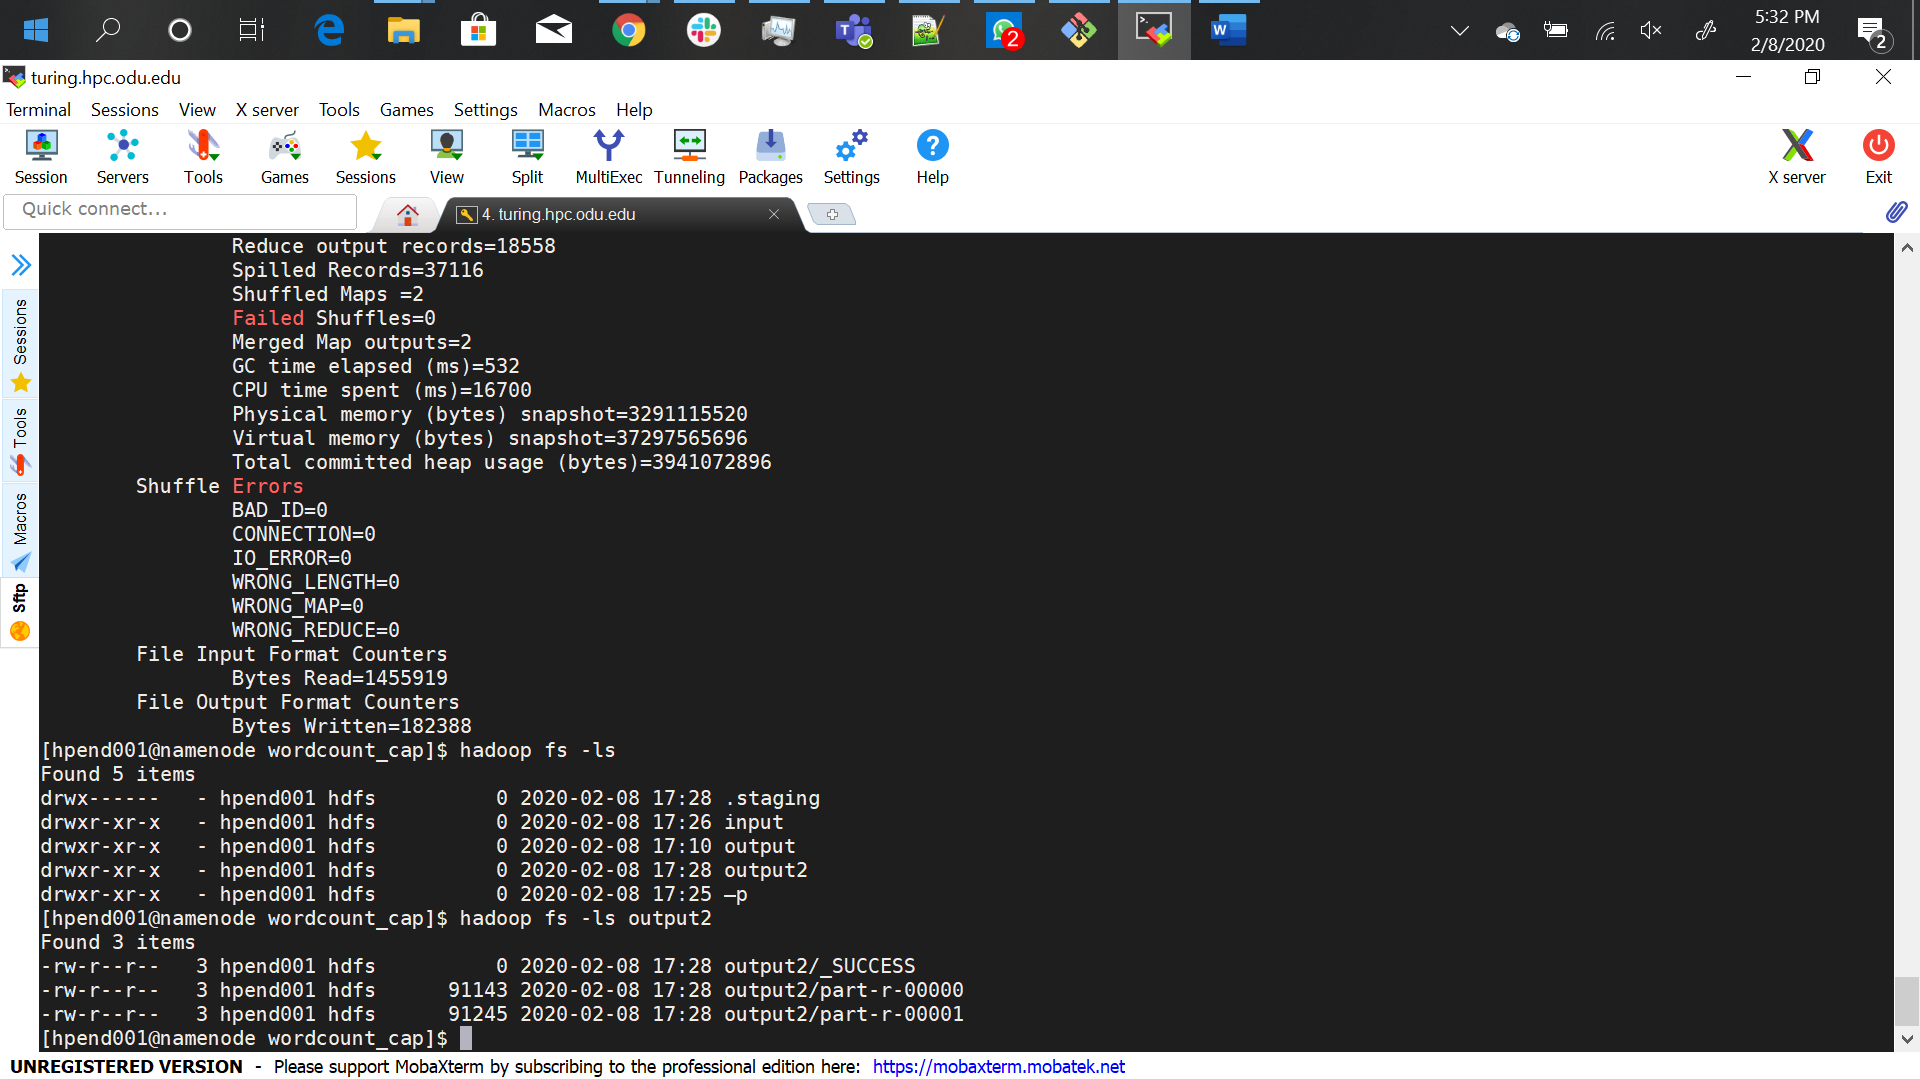 5:32 PM
2/8/2020
2
2
turing.hpc.odu.edu
Terminal Sessions View X server Tools Games Settings Macros Help
Session Servers Tools Games Sessions View Split MultiExec Tunneling Packages Settings Help X server Exit
Quick connect...
4. turing.hpc.odu.edu
Sessions
Tools
Macros
Sftp
Reduce output records=18558
Spilled Records=37116
Shuffled Maps =2
Failed Shuffles=0
Merged Map outputs=2
GC time elapsed (ms)=532
CPU time spent (ms)=16700
Physical memory (bytes) snapshot=3291115520
Virtual memory (bytes) snapshot=37297565696
Total committed heap usage (bytes)=3941072896
Shuffle Errors
BAD_ID=0
CONNECTION=0
IO_ERROR=0
WRONG_LENGTH=0
WRONG_MAP=0
WRONG_REDUCE=0
File Input Format Counters
Bytes Read=1455919
File Output Format Counters
Bytes Written=182388
[hpend001@namenode wordcount_cap]$ hadoop fs -ls
Found 5 items
drwx------ - hpend001 hdfs 0 2020-02-08 17:28 .staging
drwxr-xr-x - hpend001 hdfs 0 2020-02-08 17:26 input
drwxr-xr-x - hpend001 hdfs 0 2020-02-08 17:10 output
drwxr-xr-x - hpend001 hdfs 0 2020-02-08 17:28 output2
drwxr-xr-x - hpend001 hdfs 0 2020-02-08 17:25 –p
[hpend001@namenode wordcount_cap]$ hadoop fs -ls output2
Found 3 items
-rw-r--r-- 3 hpend001 hdfs 0 2020-02-08 17:28 output2/_SUCCESS
-rw-r--r-- 3 hpend001 hdfs 91143 2020-02-08 17:28 output2/part-r-00000
-rw-r--r-- 3 hpend001 hdfs 91245 2020-02-08 17:28 output2/part-r-00001
[hpend001@namenode wordcount_cap]$
UNREGISTERED VERSION - Please support MobaXterm by subscribing to the professional edition here: https://mobaxterm.mobatek.net